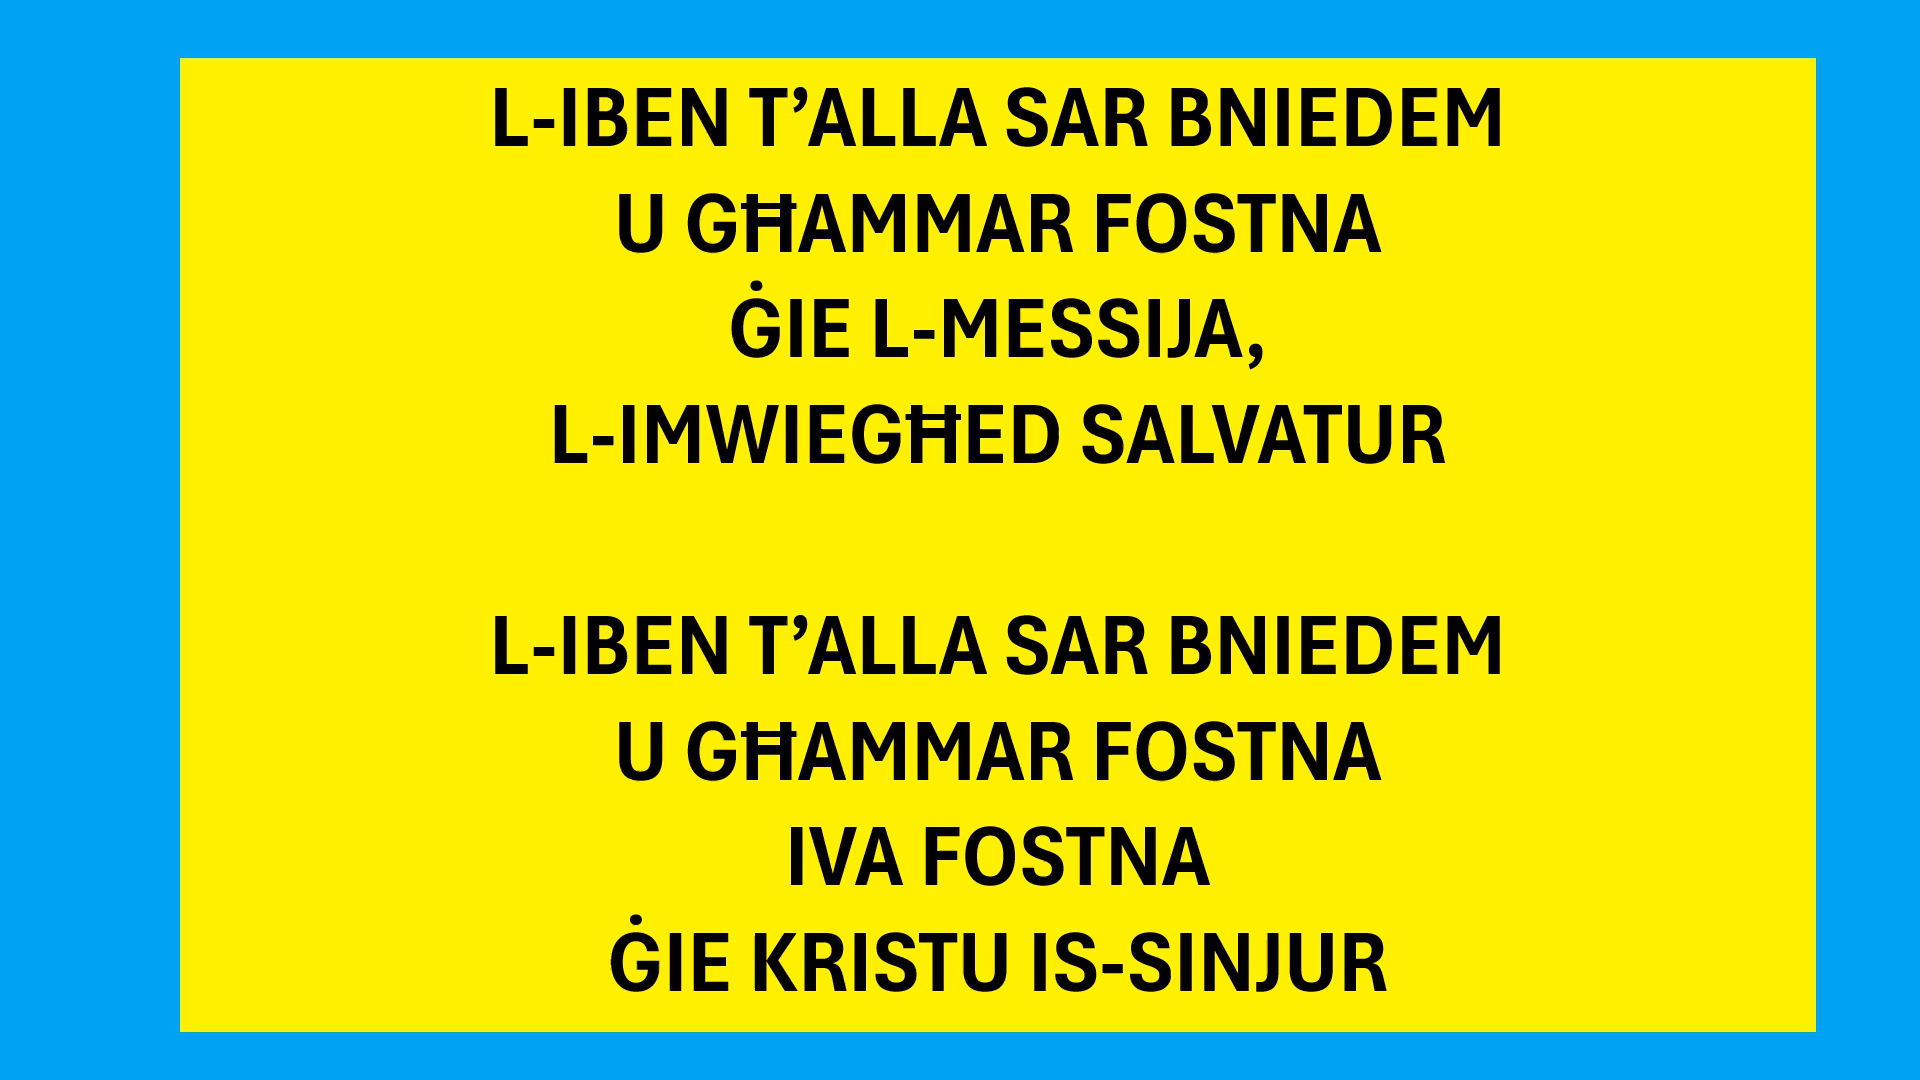 L-IBEN T’ALLA SAR BNIEDEM
U GĦAMMAR FOSTNA
ĠIE L-MESSIJA,
L-IMWIEGĦED SALVATUR
L-IBEN T’ALLA SAR BNIEDEM
U GĦAMMAR FOSTNA
IVA FOSTNA
ĠIE KRISTU IS-SINJUR